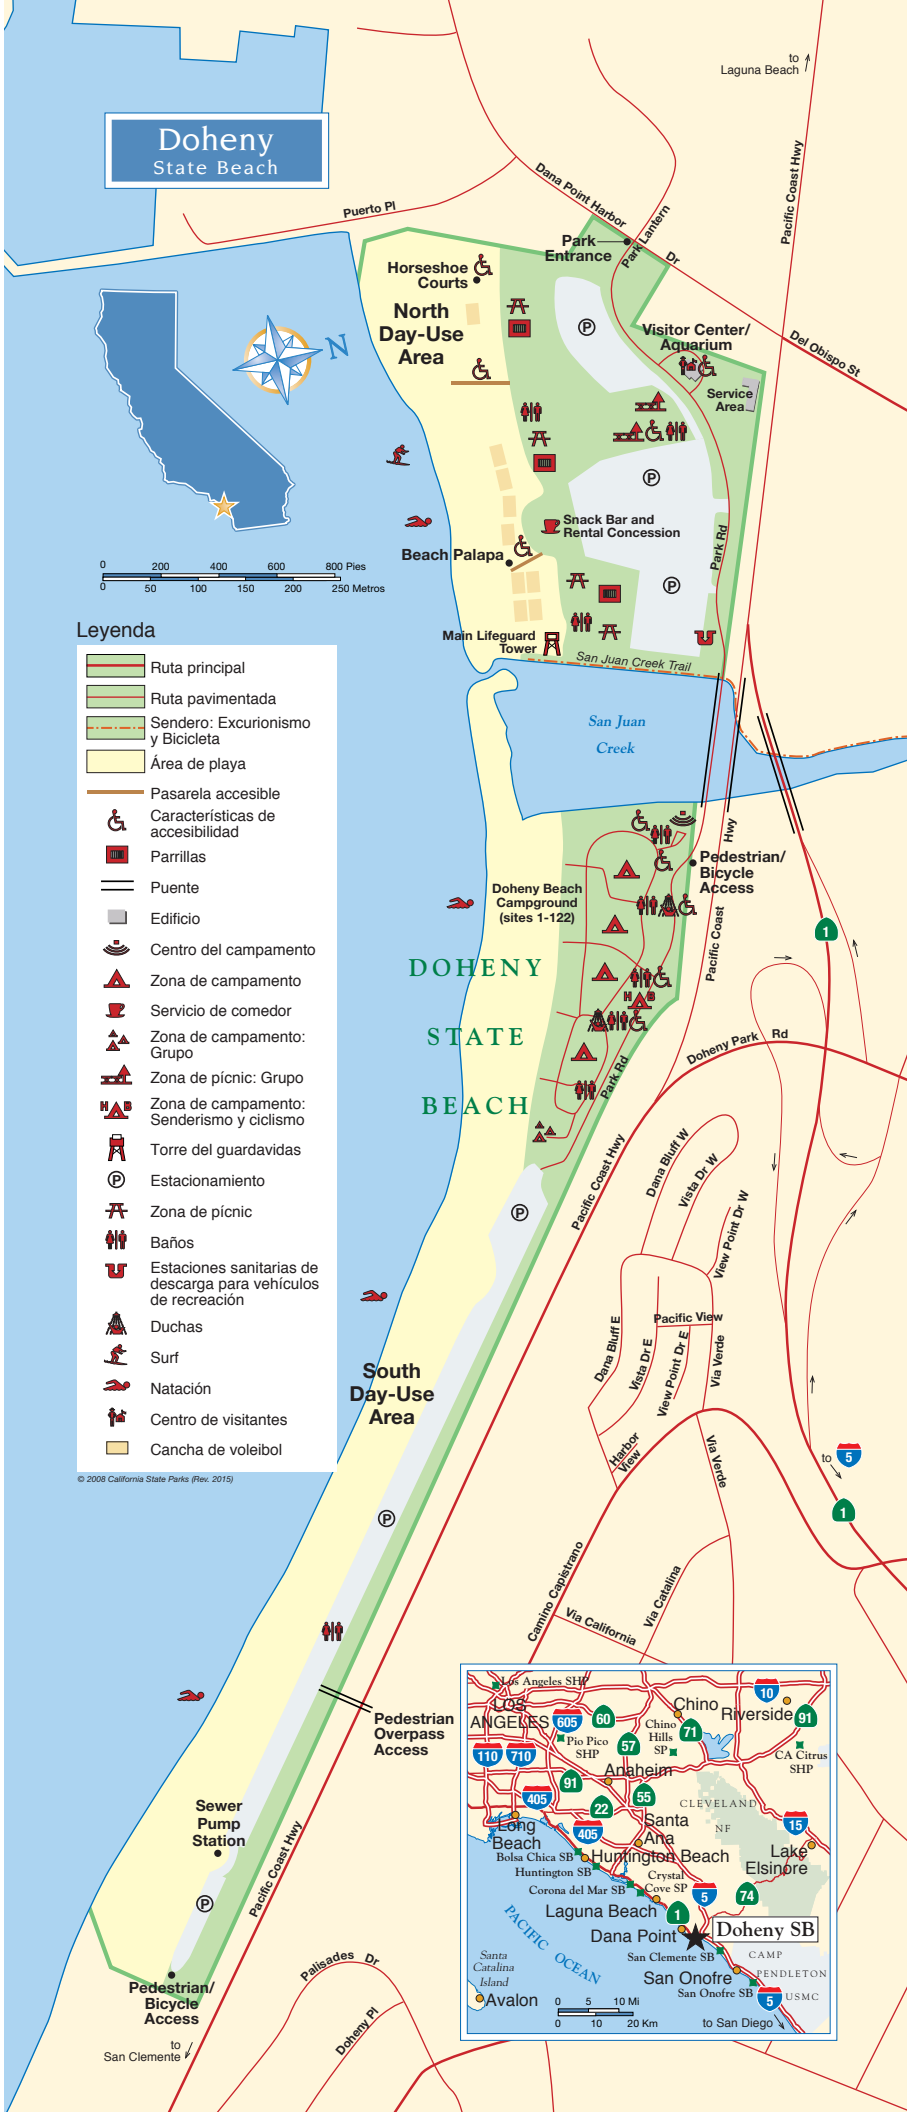 to
Laguna Beach
Doheny
State Beach
Pacific Coast Hwy
Dana Point Harbor
Dr
Puerto Pl
Park Lantern
Park
Entrance
Horseshoe
Courts
North
Day-Use
Area
N
Visitor Center/
Aquarium
Del Obispo St
Service
Area
P
P
Snack Bar and
Rental Concession
Park Rd
Beach Palapa
P
0 200 400 600 800 Pies
0 50 100 150 200 250 Metros
Main Lifeguard
Tower
San Juan Creek Trail
San Juan
Creek
Leyenda
Ruta principal
Ruta pavimentada
Sendero: Excurionismo
y Bicicleta
Área de playa
Pasarela accesible
Características de
accesibilidad
Parrillas
Puente
Edificio
Centro del campamento
Zona de campamento
Servicio de comedor
Zona de campamento:
Grupo
Zona de pícnic: Grupo
H B
Zona de campamento:
Senderismo y ciclismo
Torre del guardavidas
P
Estacionamiento
Zona de pícnic
Baños
Estaciones sanitarias de
descarga para vehículos
de recreación
Duchas
Surf
Natación
Centro de visitantes
Cancha de voleibol
© 2008 California State Parks (Rev. 2015)
Pacific Coast Hwy
Pedestrian/
Bicycle
Access
Doheny Beach
Campground
(sites 1-122)
1
DOHENY
STATE
BEACH
H B
Park Rd
Doheny Park Rd
Pacific Coast Hwy
Dana Bluff W
Vista Dr W
View Point Dr W
P
Pacific View
Dana Bluff E
Vista Dr E
View Point Dr E
Via Verde
South
Day-Use
Area
Harbor
View
Via Verde
to
5
1
P
Camino Capistrano
Via Catalina
Via California
Pedestrian
Overpass
Access
Sewer
Pump
Station
Pacific Coast Hwy
P
Pedestrian/
Bicycle
Access
to
San Clemente
Palisades Dr
Doheny Pl
Los Angeles SHP
LOS
ANGELES
605
60
Chino
10
Riverside
91
Pio Pico
SHP
57
Chino
Hills
SP
71
CA Citrus
SHP
110
710
91
Anaheim
405
22
55
CLEVELAND
NF
15
Long
Beach
405
Santa
Ana
Lake
Elsinore
Bolsa Chica SB
Huntington Beach
Huntington SB
Crystal
Cove SP
Corona del Mar SB
5
74
Laguna Beach
1
Dana Point
Doheny SB
PACIFIC OCEAN
San Clemente SB
CAMP
PENDLETON
USMC
Santa
Catalina
Island
San Onofre
San Onofre SB
Avalon
0 5 10 Mi
0 10 20 Km
5
to San Diego